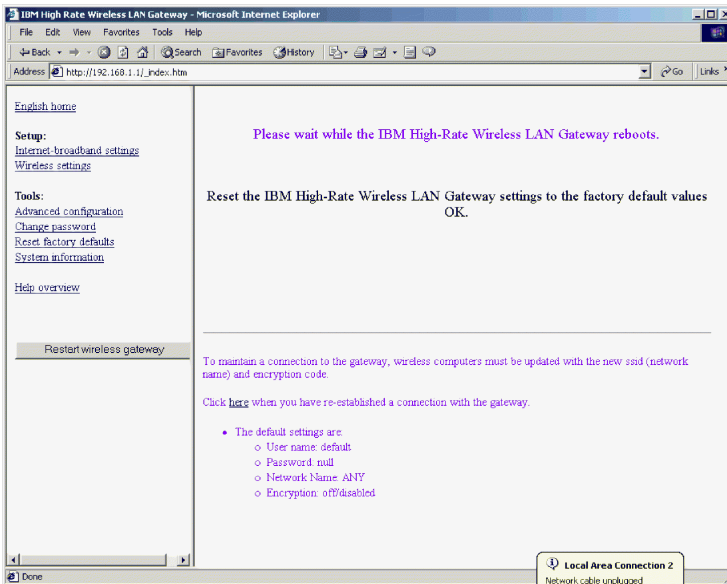 IBM High Rate Wireless LAN Gateway - Microsoft Internet Explorer
File Edit View Favorites Tools Help
Back Search Favorites History
Address http://192.168.1.1/_index.htm Go Links
English home
Setup:
Internet-broadband settings
Wireless settings
Tools:
Advanced configuration
Change password
Reset factory defaults
System information
Help overview
Restart wireless gateway
Please wait while the IBM High-Rate Wireless LAN Gateway reboots.
Reset the IBM High-Rate Wireless LAN Gateway settings to the factory default values
OK.
To maintain a connection to the gateway, wireless computers must be updated with the new ssid (network
name) and encryption code.
Click here when you have re-established a connection with the gateway.
• The default settings are:
o User name: default
o Password: null
o Network Name: ANY
o Encryption: off/disabled
Done
Local Area Connection 2
Network cable unplugged